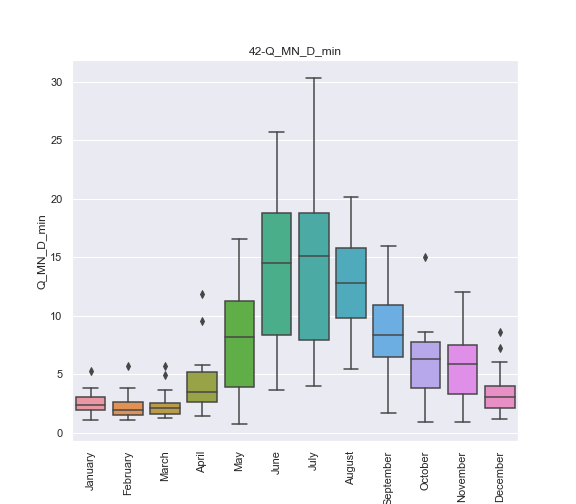 42-Q_MN_D_min
30
25
20
15
10
5
0
Q_MN_D_min
January
February
March
April
May
June
July
August
September
October
November
December